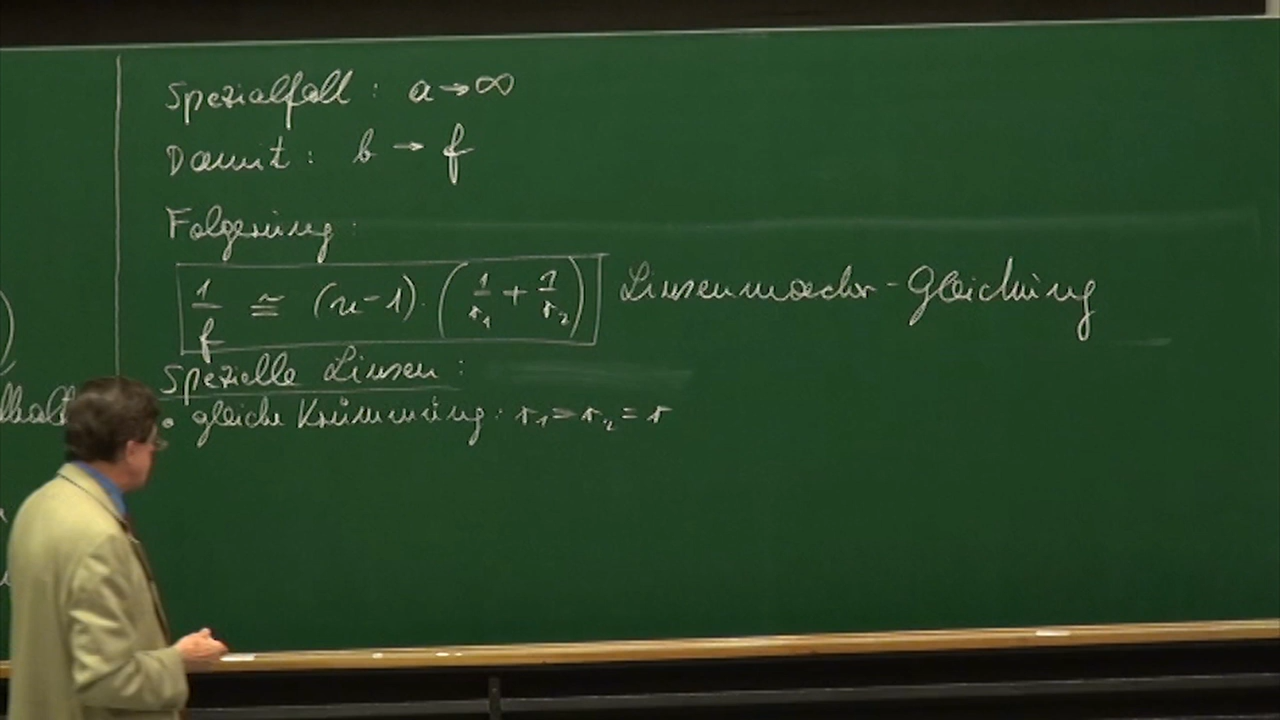 Spezialfall: a → ∞
Damit: b → f
Folgerung:
1/f ≅ (n-1)·(1/r₁ + 1/r₂) Linsenmacher-Gleichung
Spezielle Linsen:
• gleiche Krümmung: r₁ = r₂ = r